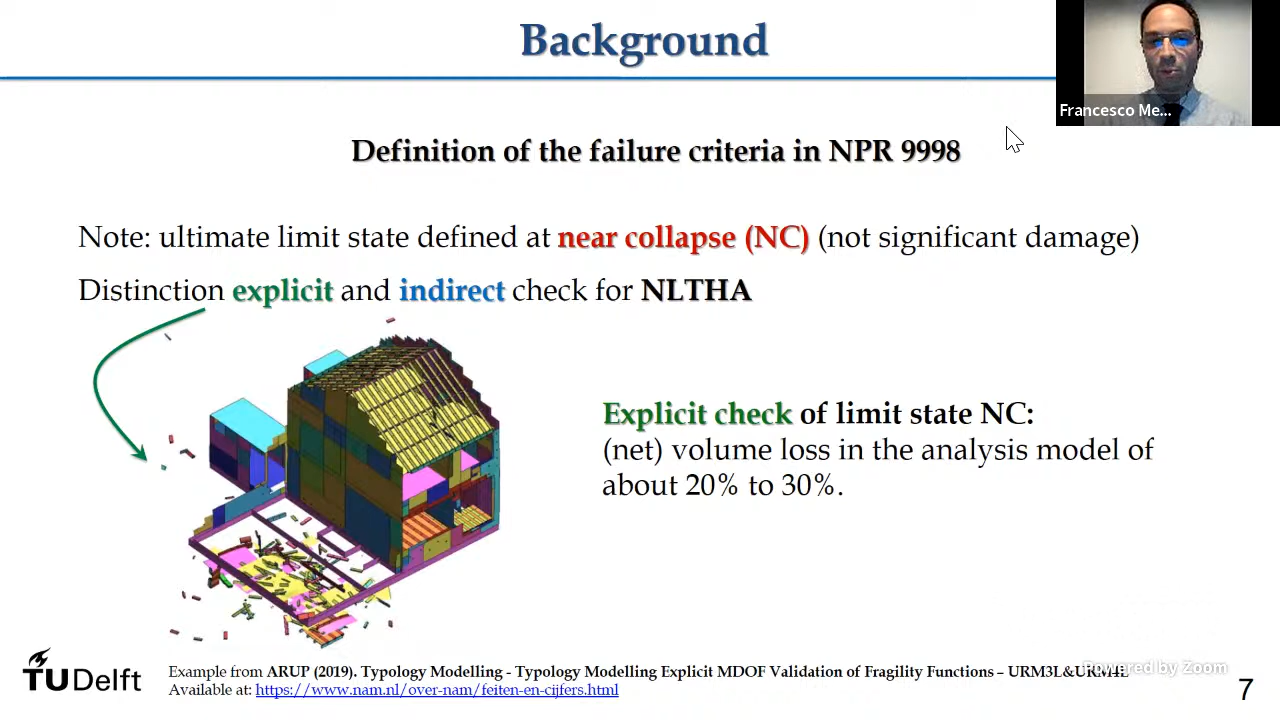 Background
Francesco Me...
Definition of the failure criteria in NPR 9998
Note: ultimate limit state defined at near collapse (NC) (not significant damage)
Distinction explicit and indirect check for NLTHA
Explicit check of limit state NC:
(net) volume loss in the analysis model of
about 20% to 30%.
TUDelft
Example from ARUP (2019). Typology Modelling - Typology Modelling Explicit MDOF Validation of Fragility Functions – URM3L&URM4L
Available at: https://www.nam.nl/over-nam/feiten-en-cijfers.html
Powered by Zoom
7